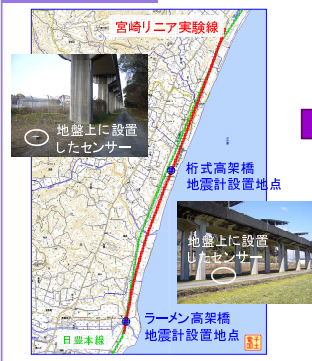 宮崎リニア実験線
地盤上に設置
したセンサー
桁式高架橋
地震計設置地点
地盤上に設置
したセンサー
ラーメン高架橋
地震計設置地点
日豊本線